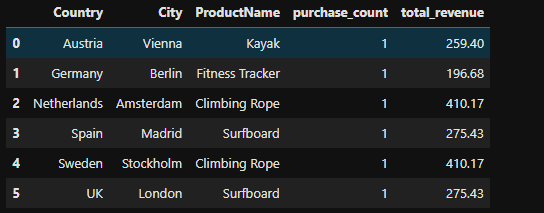 Country City ProductName purchase_count total_revenue
0 Austria Vienna Kayak 1 259.40
1 Germany Berlin Fitness Tracker 1 196.68
2 Netherlands Amsterdam Climbing Rope 1 410.17
3 Spain Madrid Surfboard 1 275.43
4 Sweden Stockholm Climbing Rope 1 410.17
5 UK London Surfboard 1 275.43